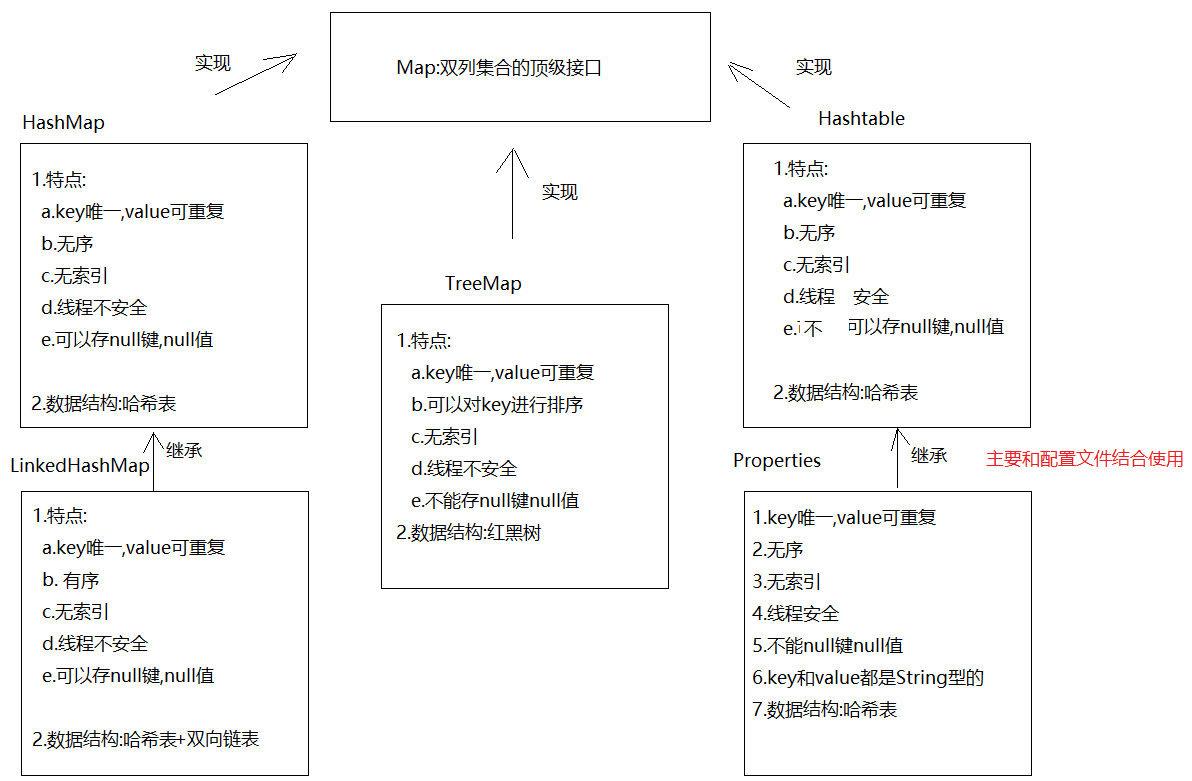 Map:双列集合的顶级接口
实现
实现
实现
HashMap
1.特点:
a.key唯一,value可重复
b.无序
c.无索引
d.线程不安全
e.可以存null键,null值
2.数据结构:哈希表
继承
LinkedHashMap
1.特点:
a.key唯一,value可重复
b. 有序
c.无索引
d.线程不安全
e.可以存null键,null值
2.数据结构:哈希表+双向链表
TreeMap
1.特点:
a.key唯一,value可重复
b.可以对key进行排序
c.无索引
d.线程不安全
e.不能存null键null值
2.数据结构:红黑树
Hashtable
1.特点:
a.key唯一,value可重复
b.无序
c.无索引
d.线程 安全
e.不 可以存null键,null值
2.数据结构:哈希表
继承
Properties
主要和配置文件结合使用
1.key唯一,value可重复
2.无序
3.无索引
4.线程安全
5.不能null键null值
6.key和value都是String型的
7.数据结构:哈希表